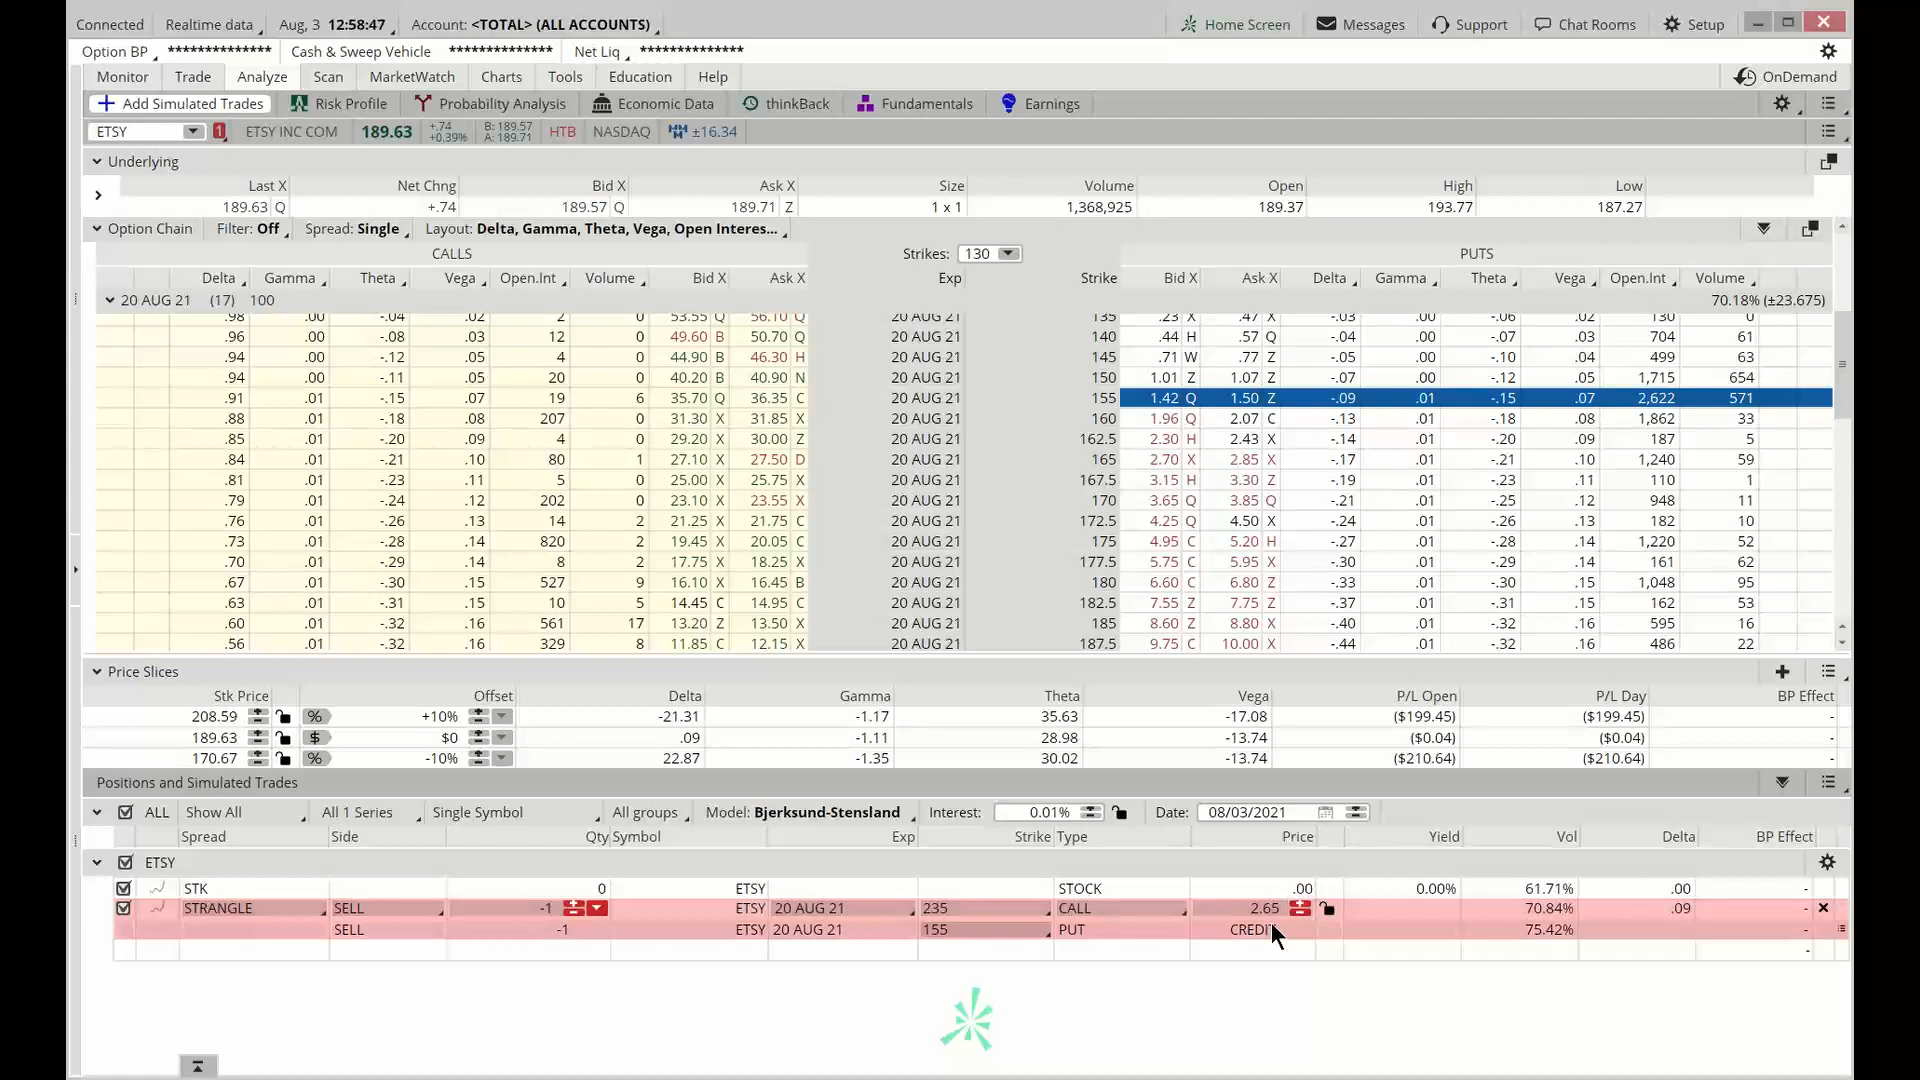 Connected Realtime data Aug, 3 12:58:47 Account: <TOTAL> (ALL ACCOUNTS) Home Screen Messages Support Chat Rooms Setup
Option BP ************** Cash & Sweep Vehicle ************** Net Liq **************
Monitor Trade Analyze Scan MarketWatch Charts Tools Education Help OnDemand
Add Simulated Trades Risk Profile Probability Analysis Economic Data thinkBack Fundamentals Earnings
ETSY 1 ETSY INC COM 189.63 +.74 +0.39% B: 189.57 A: 189.71 HTB NASDAQ ±16.34
Underlying
Last X Net Chng Bid X Ask X Size Volume Open High Low
189.63 Q +.74 189.57 Q 189.71 Z 1 x 1 1,368,925 189.37 193.77 187.27
Option Chain Filter: Off Spread: Single Layout: Delta, Gamma, Theta, Vega, Open Interes...
CALLS Strikes: 130 PUTS
Delta Gamma Theta Vega Open.Int Volume Bid X Ask X Exp Strike Bid X Ask X Delta Gamma Theta Vega Open.Int Volume
20 AUG 21 (17) 100 70.18% (±23.675)
.98 .00 -.04 .02 2 0 53.55 Q 56.10 Q 20 AUG 21 135 .23 X .47 X -.03 .00 -.06 .02 130 0
.96 .00 -.08 .03 12 0 49.60 B 50.70 Q 20 AUG 21 140 .44 H .57 Q -.04 .00 -.07 .03 704 61
.94 .00 -.12 .05 4 0 44.90 B 46.30 H 20 AUG 21 145 .71 W .77 Z -.05 .00 -.10 .04 499 63
.94 .00 -.11 .05 20 0 40.20 B 40.90 N 20 AUG 21 150 1.01 Z 1.07 Z -.07 .00 -.12 .05 1,715 654
.91 .01 -.15 .07 19 6 35.70 Q 36.35 C 20 AUG 21 155 1.42 Q 1.50 Z -.09 .01 -.15 .07 2,622 571
.88 .01 -.18 .08 207 0 31.30 X 31.85 X 20 AUG 21 160 1.96 Q 2.07 C -.13 .01 -.18 .08 1,862 33
.85 .01 -.20 .09 4 0 29.20 X 30.00 Z 20 AUG 21 162.5 2.30 H 2.43 X -.14 .01 -.20 .09 187 5
.84 .01 -.21 .10 80 1 27.10 X 27.50 D 20 AUG 21 165 2.70 X 2.85 X -.17 .01 -.21 .10 1,240 59
.81 .01 -.23 .11 5 0 25.00 X 25.75 X 20 AUG 21 167.5 3.15 H 3.30 Z -.19 .01 -.23 .11 110 1
.79 .01 -.24 .12 202 0 23.10 X 23.55 X 20 AUG 21 170 3.65 Q 3.85 Q -.21 .01 -.25 .12 948 11
.76 .01 -.26 .13 14 2 21.25 X 21.75 C 20 AUG 21 172.5 4.25 Q 4.50 X -.24 .01 -.26 .13 182 10
.73 .01 -.28 .14 820 2 19.45 X 20.05 C 20 AUG 21 175 4.95 C 5.20 H -.27 .01 -.28 .14 1,220 52
.70 .01 -.29 .14 8 2 17.75 X 18.25 X 20 AUG 21 177.5 5.75 C 5.95 X -.30 .01 -.29 .14 161 62
.67 .01 -.30 .15 527 9 16.10 X 16.45 B 20 AUG 21 180 6.60 C 6.80 Z -.33 .01 -.30 .15 1,048 95
.63 .01 -.31 .15 10 5 14.45 C 14.95 C 20 AUG 21 182.5 7.55 Z 7.75 Z -.37 .01 -.31 .15 162 53
.60 .01 -.32 .16 561 17 13.20 Z 13.50 X 20 AUG 21 185 8.60 Z 8.80 X -.40 .01 -.32 .16 595 16
.56 .01 -.32 .16 329 8 11.85 C 12.15 X 20 AUG 21 187.5 9.75 C 10.00 X -.44 .01 -.32 .16 486 22
Price Slices
Stk Price Offset Delta Gamma Theta Vega P/L Open P/L Day BP Effect
208.59 % +10% -21.31 -1.17 35.63 -17.08 ($199.45) ($199.45) -
189.63 $ $0 .09 -1.11 28.98 -13.74 ($0.04) ($0.04) -
170.67 % -10% 22.87 -1.35 30.02 -13.74 ($210.64) ($210.64) -
Positions and Simulated Trades
ALL Show All All 1 Series Single Symbol All groups Model: Bjerksund-Stensland Interest: 0.01% Date: 08/03/2021
Spread Side Qty Symbol Exp Strike Type Price Yield Vol Delta BP Effect
ETSY
STK 0 ETSY STOCK .00 0.00% 61.71% .00 -
STRANGLE SELL -1 ETSY 20 AUG 21 235 CALL 2.65 70.84% .09 -
SELL -1 ETSY 20 AUG 21 155 PUT CREDIT 75.42% -
-